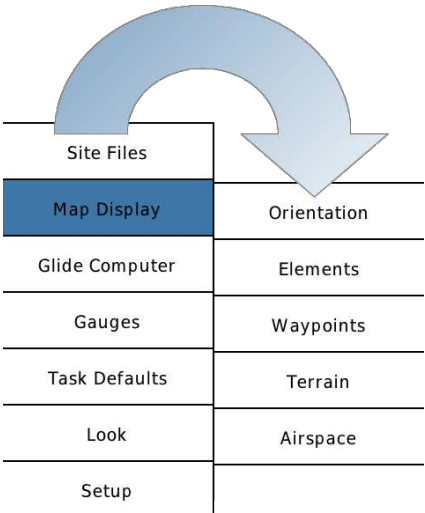 Site Files
Map Display
Glide Computer
Gauges
Task Defaults
Look
Setup
Orientation
Elements
Waypoints
Terrain
Airspace